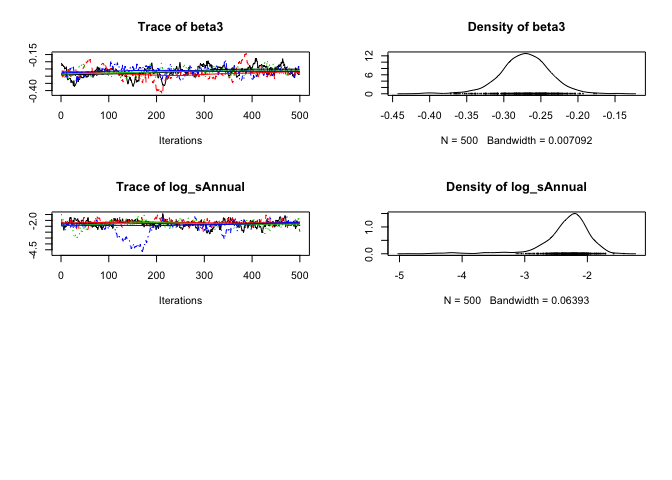 Trace of beta3
-0.15
-0.40
0 100 200 300 400 500
Iterations
Density of beta3
12
6
0
-0.45 -0.40 -0.35 -0.30 -0.25 -0.20 -0.15
N = 500 Bandwidth = 0.007092
Trace of log_sAnnual
-2.0
-4.5
0 100 200 300 400 500
Iterations
Density of log_sAnnual
1.0
0.0
-5 -4 -3 -2
N = 500 Bandwidth = 0.06393